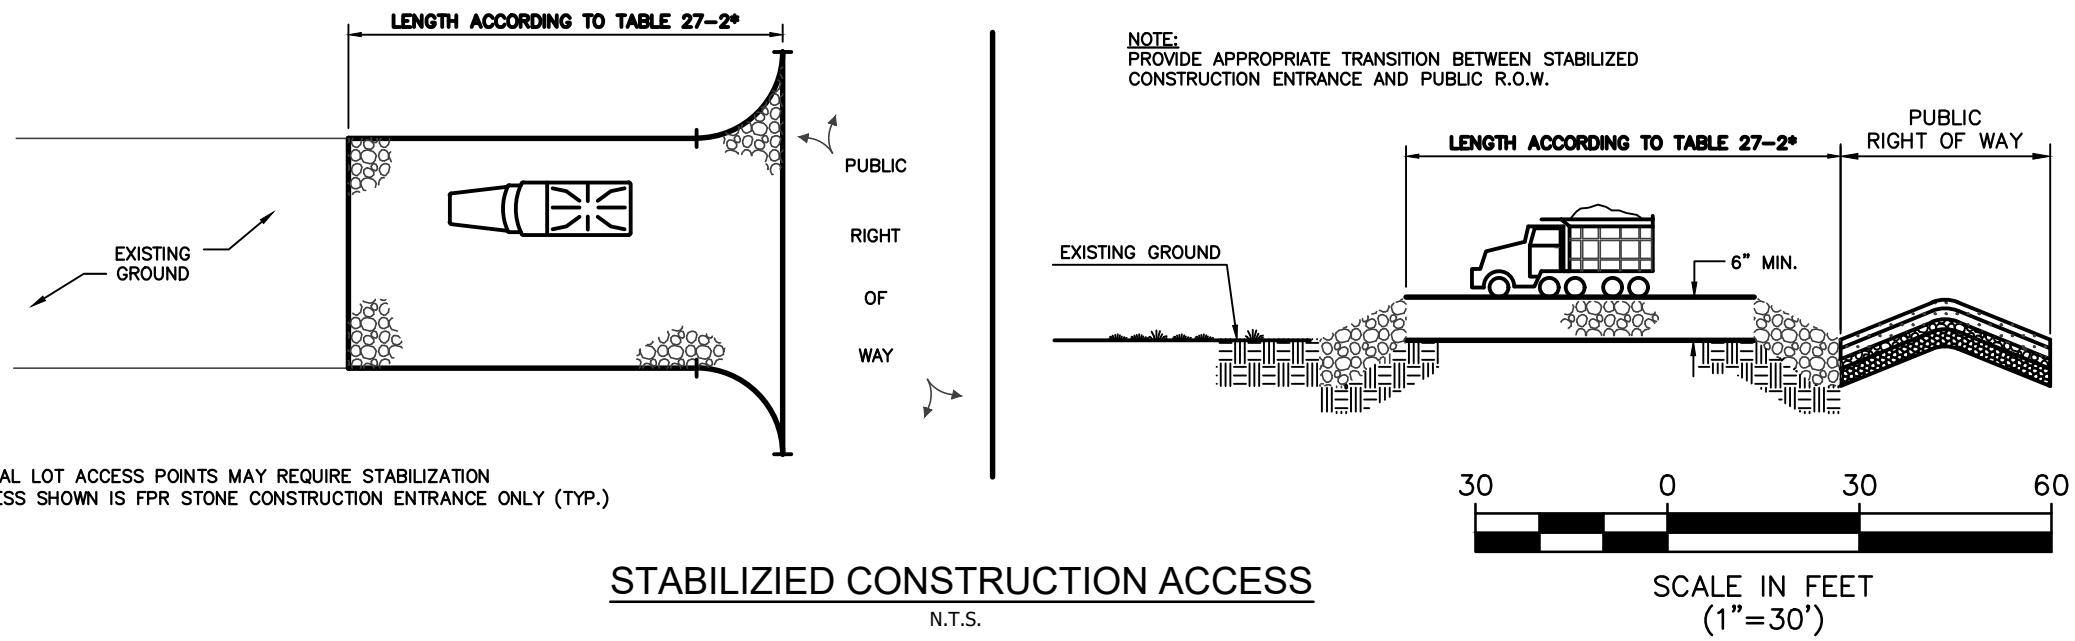 LENGTH ACCORDING TO TABLE 27-2*
EXISTING
GROUND
PUBLIC
RIGHT
OF
WAY
LOT ACCESS POINTS MAY REQUIRE STABILIZATION
SHOWN IS FPR STONE CONSTRUCTION ENTRANCE ONLY (TYP.)
NOTE:
PROVIDE APPROPRIATE TRANSITION BETWEEN STABILIZED
CONSTRUCTION ENTRANCE AND PUBLIC R.O.W.
LENGTH ACCORDING TO TABLE 27-2*
PUBLIC
RIGHT OF WAY
EXISTING GROUND
6" MIN.
STABILIZIED CONSTRUCTION ACCESS
N.T.S.
30 0 30 60
SCALE IN FEET
(1"=30')